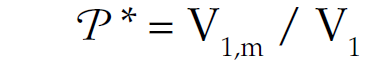 𝒫 * = V₁,ₘ / V₁